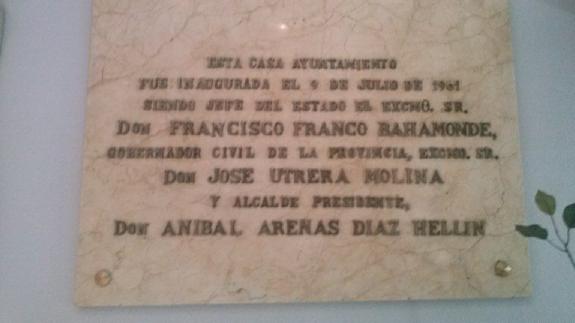 ESTA CASA AYUNTAMIENTO
FUE INAUGURADA EL 9 DE JULIO DE 1961
SIENDO JEFE DEL ESTADO EL EXCMO. SR.
DON FRANCISCO FRANCO BAHAMONDE,
GOBERNADOR CIVIL DE LA PROVINCIA, EXCMO. SR.
DON JOSE UTRERA MOLINA
Y ALCALDE PRESIDENTE,
DON ANIBAL ARENAS DIAZ HELLIN